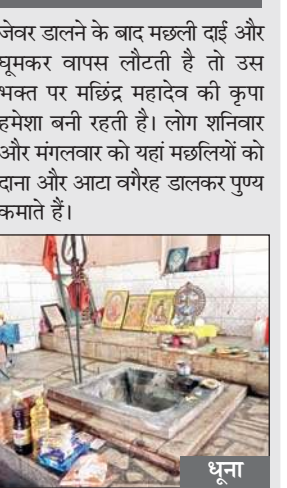 जेवर डालने के बाद मछली दाईं और
घूमकर वापस लौटती है तो उस
भक्त पर मछिंद्र महादेव की कृपा
हमेशा बनी रहती है। लोग शनिवार
और मंगलवार को यहां मछलियों को
दाना और आटा वगैरह डालकर पुण्य
कमाते हैं।
धूना